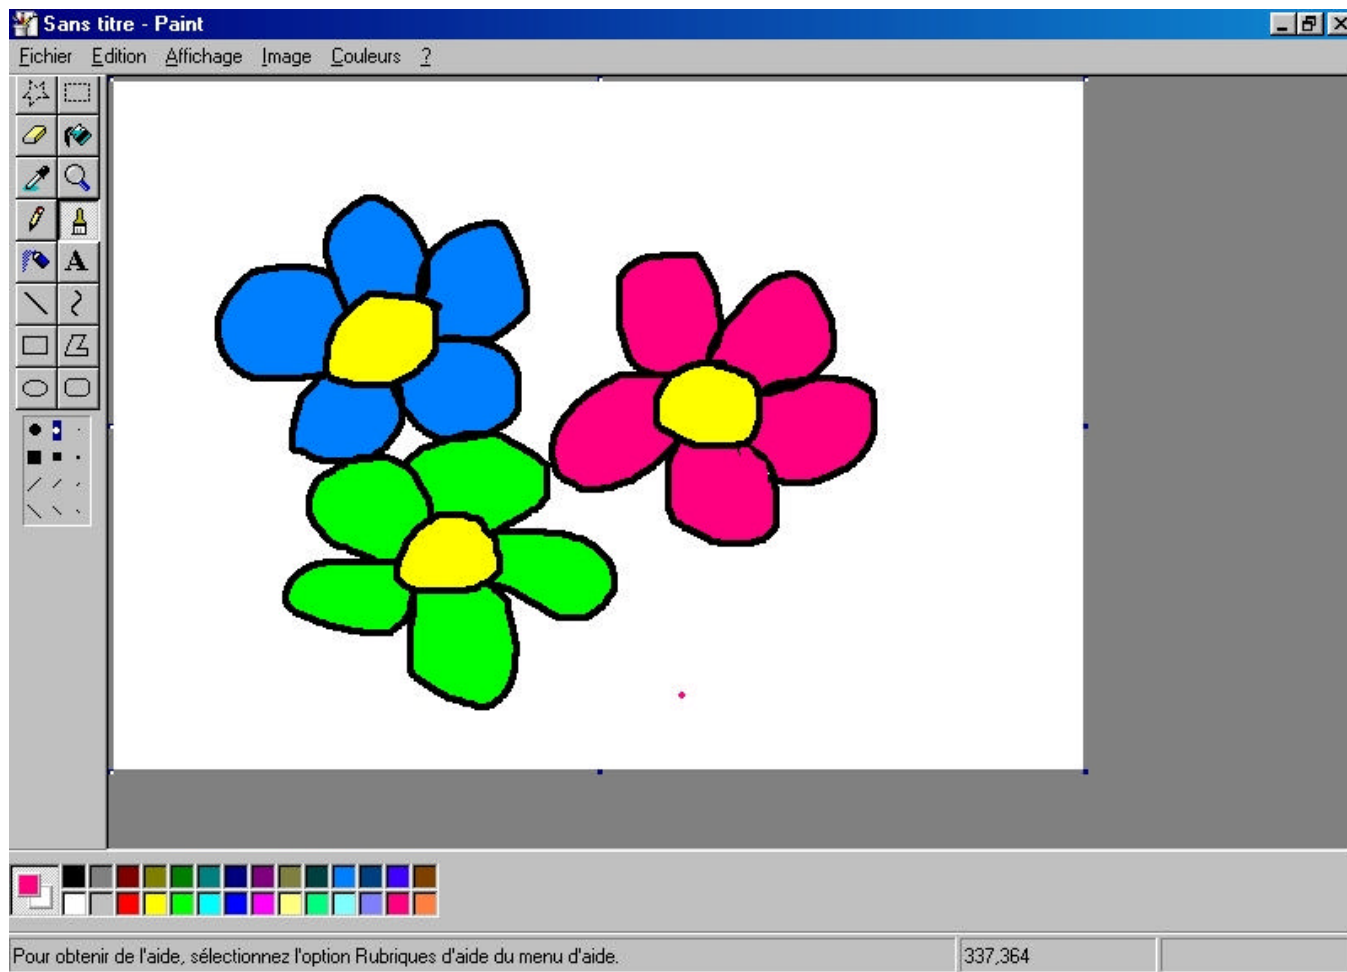 Sans titre - Paint
Fichier Edition Affichage Image Couleurs ?
A
Pour obtenir de l'aide, sélectionnez l'option Rubriques d'aide du menu d'aide. 337,364